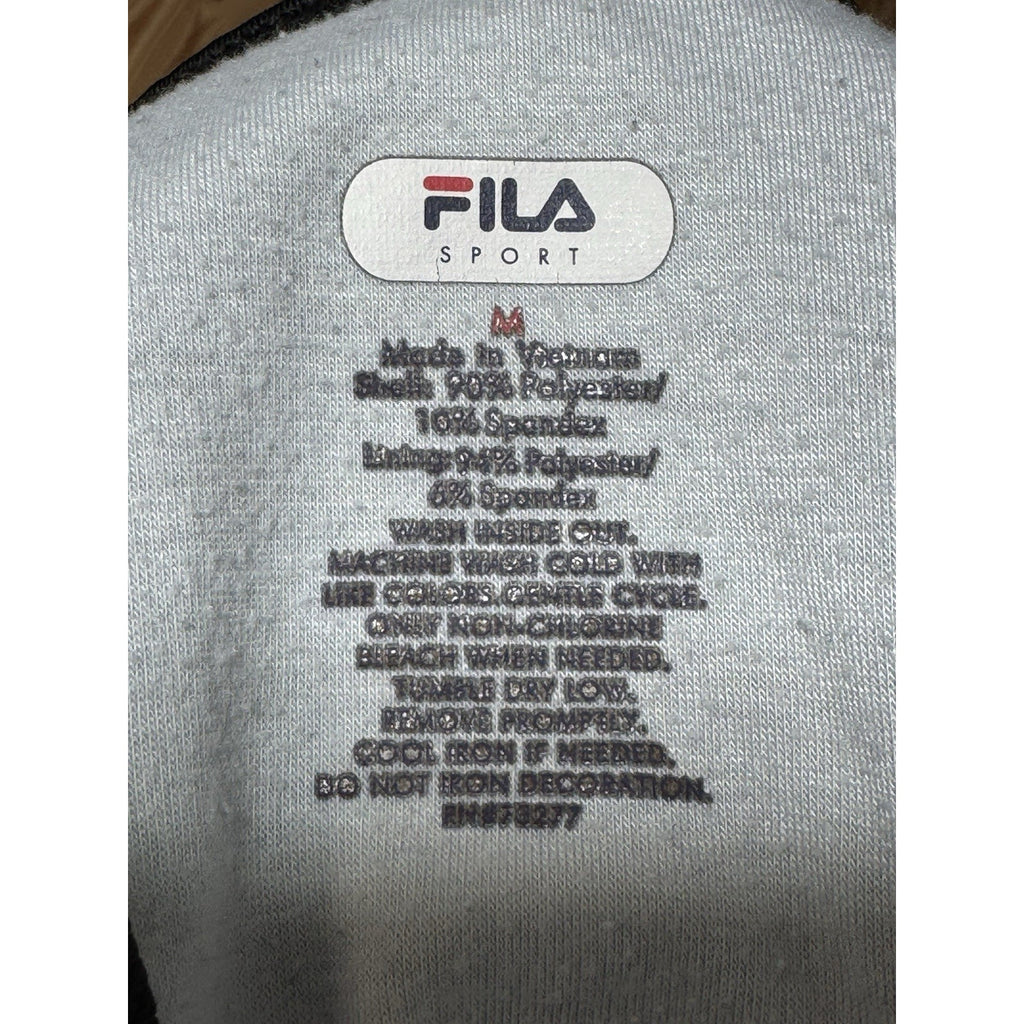 FILA
SPORT
M
Made in Vietnam
Shell: 90% Polyester/
10% Spandex
Lining: 94% Polyester/
6% Spandex
WASH INSIDE OUT.
MACHINE WASH COLD WITH
LIKE COLORS. GENTLE CYCLE.
ONLY NON-CHLORINE
BLEACH WHEN NEEDED.
TUMBLE DRY LOW.
REMOVE PROMPTLY.
COOL IRON IF NEEDED.
DO NOT IRON DECORATION.
RN#73277